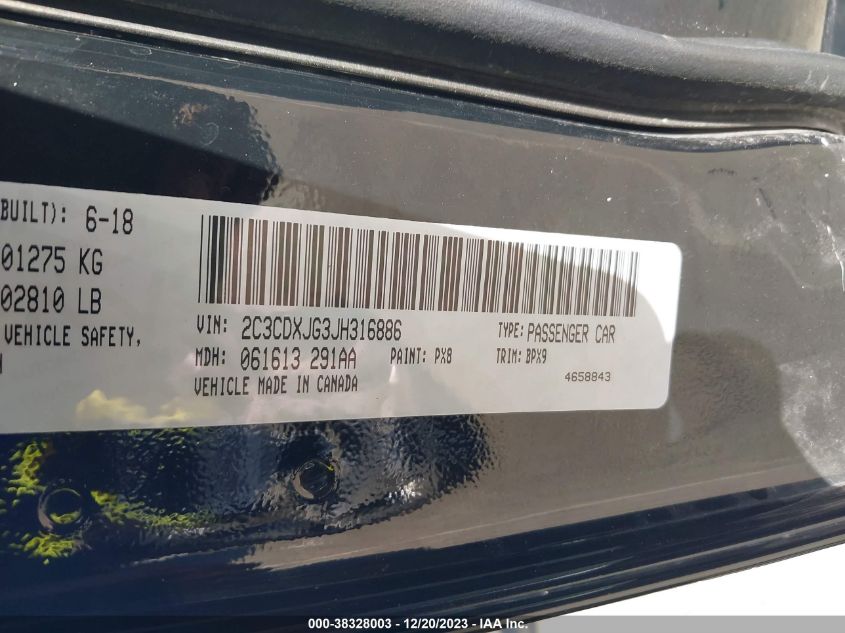 BUILT): 6-18
01275 KG
02810 LB
VEHICLE SAFETY,
VIN: 2C3CDXJG3JH316886
TYPE: PASSENGER CAR
MDH: 061613 291AA
PAINT: PX8
TRIM: BPX9
VEHICLE MADE IN CANADA
4658843
000-38328003 — 12/20/2023 — IAA Inc.